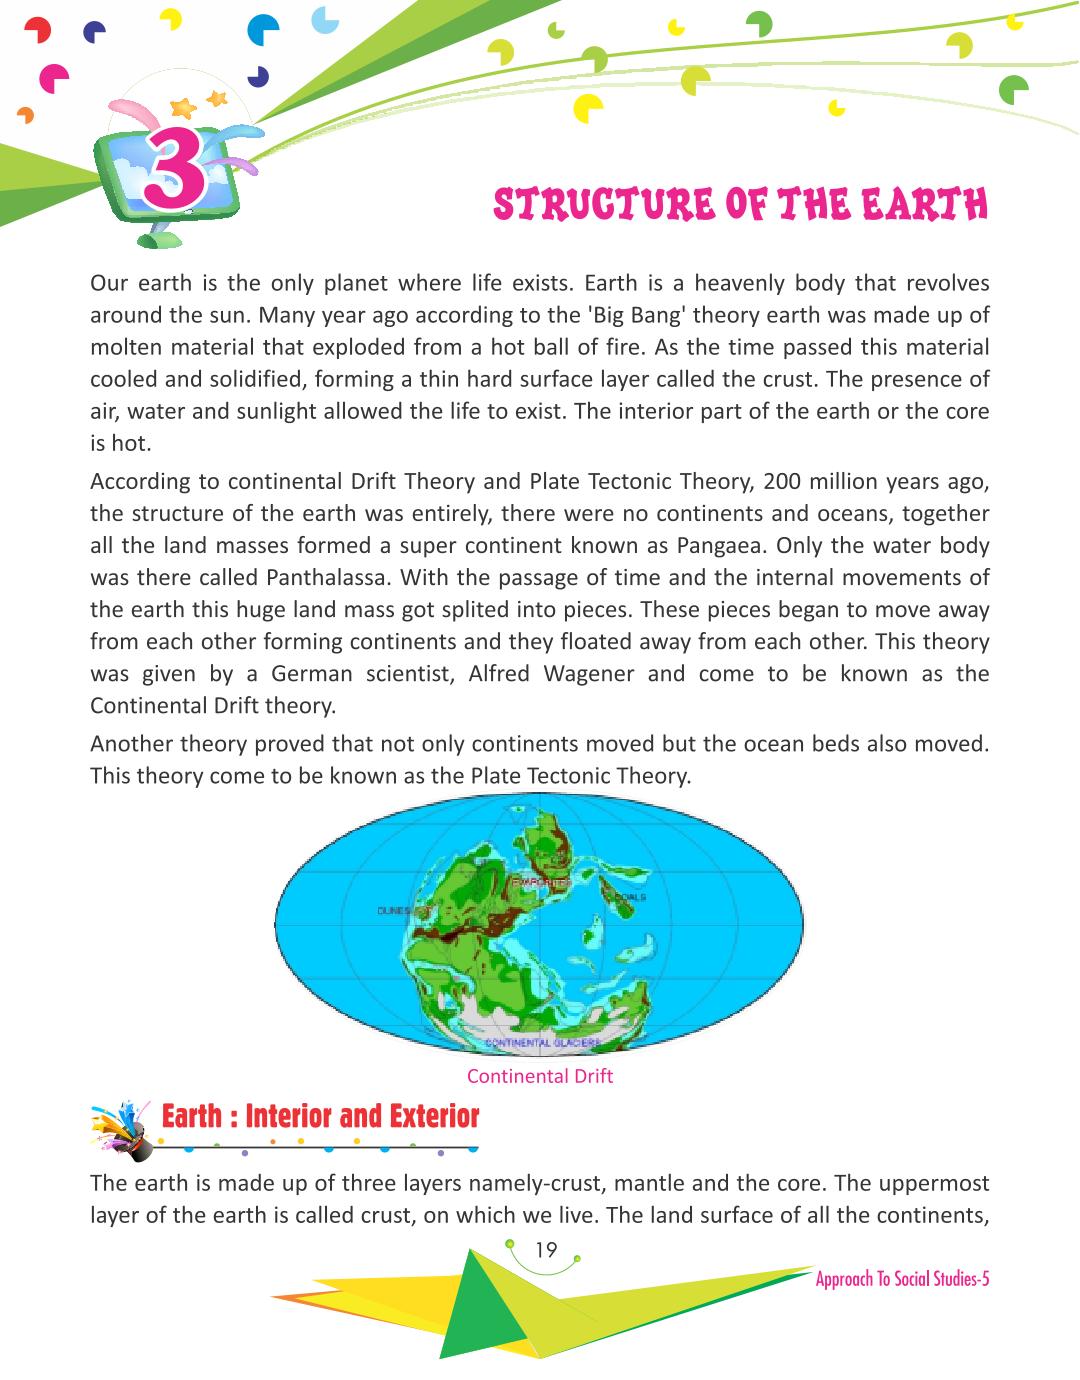 3
STRUCTURE OF THE EARTH
Our earth is the only planet where life exists. Earth is a heavenly body that revolves
around the sun. Many year ago according to the 'Big Bang' theory earth was made up of
molten material that exploded from a hot ball of fire. As the time passed this material
cooled and solidified, forming a thin hard surface layer called the crust. The presence of
air, water and sunlight allowed the life to exist. The interior part of the earth or the core
is hot.
According to continental Drift Theory and Plate Tectonic Theory, 200 million years ago,
the structure of the earth was entirely, there were no continents and oceans, together
all the land masses formed a super continent known as Pangaea. Only the water body
was there called Panthalassa. With the passage of time and the internal movements of
the earth this huge land mass got splited into pieces. These pieces began to move away
from each other forming continents and they floated away from each other. This theory
was given by a German scientist, Alfred Wagener and come to be known as the
Continental Drift theory.
Another theory proved that not only continents moved but the ocean beds also moved.
This theory come to be known as the Plate Tectonic Theory.
EVAPORITES
COALS
DUNES
CONTINENTAL GLACIERS
Continental Drift
Earth : Interior and Exterior
The earth is made up of three layers namely-crust, mantle and the core. The uppermost
layer of the earth is called crust, on which we live. The land surface of all the continents,
19
Approach To Social Studies-5